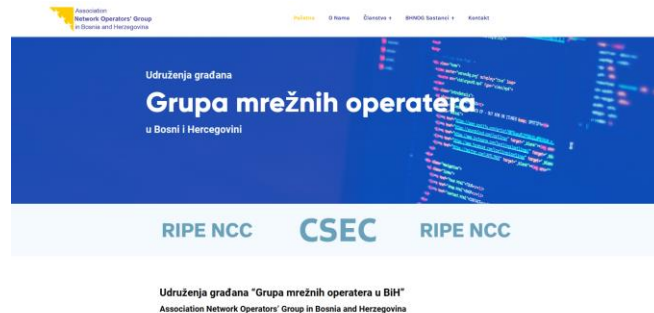 Association
Network Operators' Group
in Bosnia and Herzegovina
Početna O Nama Članstvo BHNOG Sastanci Kontakt
Udruženja građana
Grupa mrežnih operatera
u Bosni i Hercegovini
RIPE NCC CSEC RIPE NCC
Udruženja građana "Grupa mrežnih operatera u BiH"
Association Network Operators' Group in Bosnia and Herzegovina